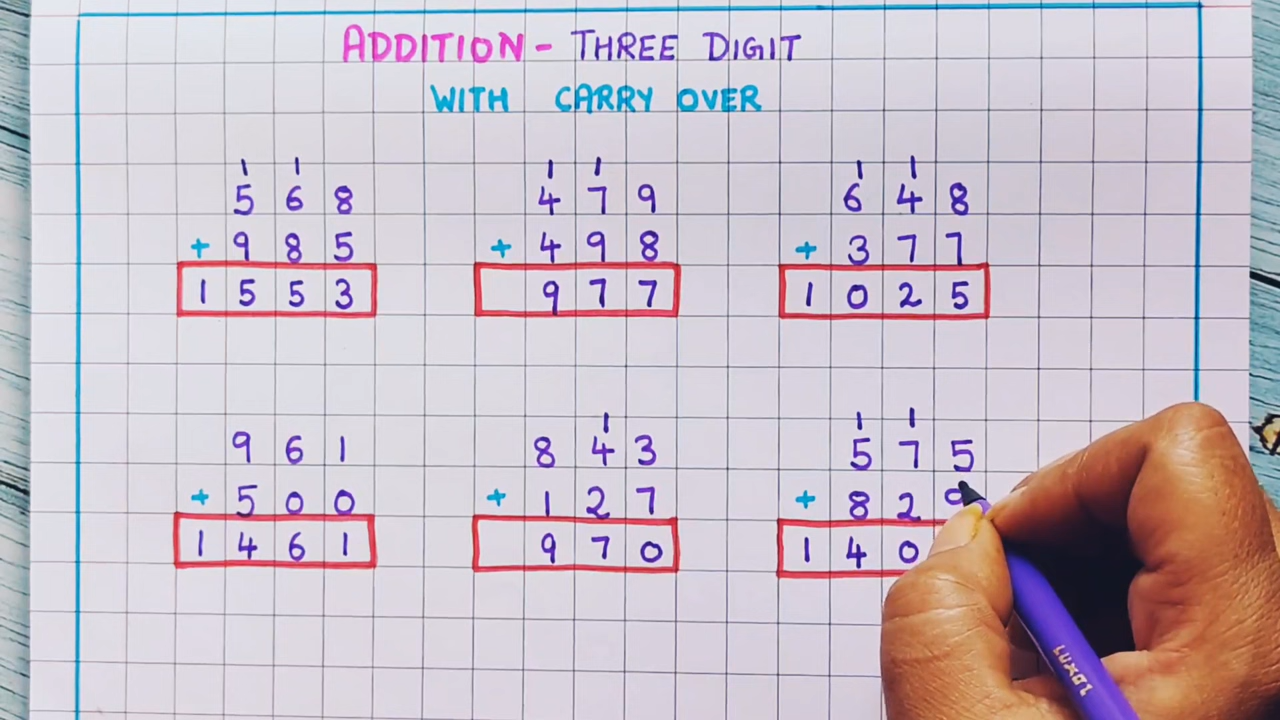 ADDITION - THREE DIGIT
WITH CARRY OVER
1 1
5 6 8
+ 9 8 5
1 5 5 3
1 1
4 7 9
+ 4 9 8
9 7 7
1 1
6 4 8
+ 3 7 7
1 0 2 5
9 6 1
+ 5 0 0
1 4 6 1
1
8 4 3
+ 1 2 7
9 7 0
1 1
5 7 5
+ 8 2 9
1 4 0
LUXOR